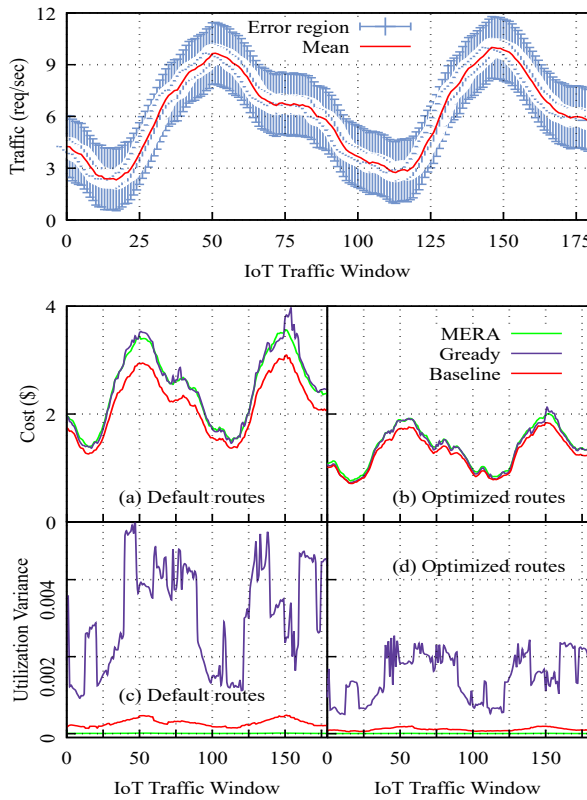 12
9
6
3
0
Traffic (req/sec)
Error region
Mean
0 25 50 75 100 125 150 175
IoT Traffic Window
4
2
0
Cost ($)
MERA
Gready
Baseline
(a) Default routes
(b) Optimized routes
0.004
0.002
0
Utilization Variance
(d) Optimized routes
(c) Default routes
0 50 100 150 0 50 100 150
IoT Traffic Window IoT Traffic Window